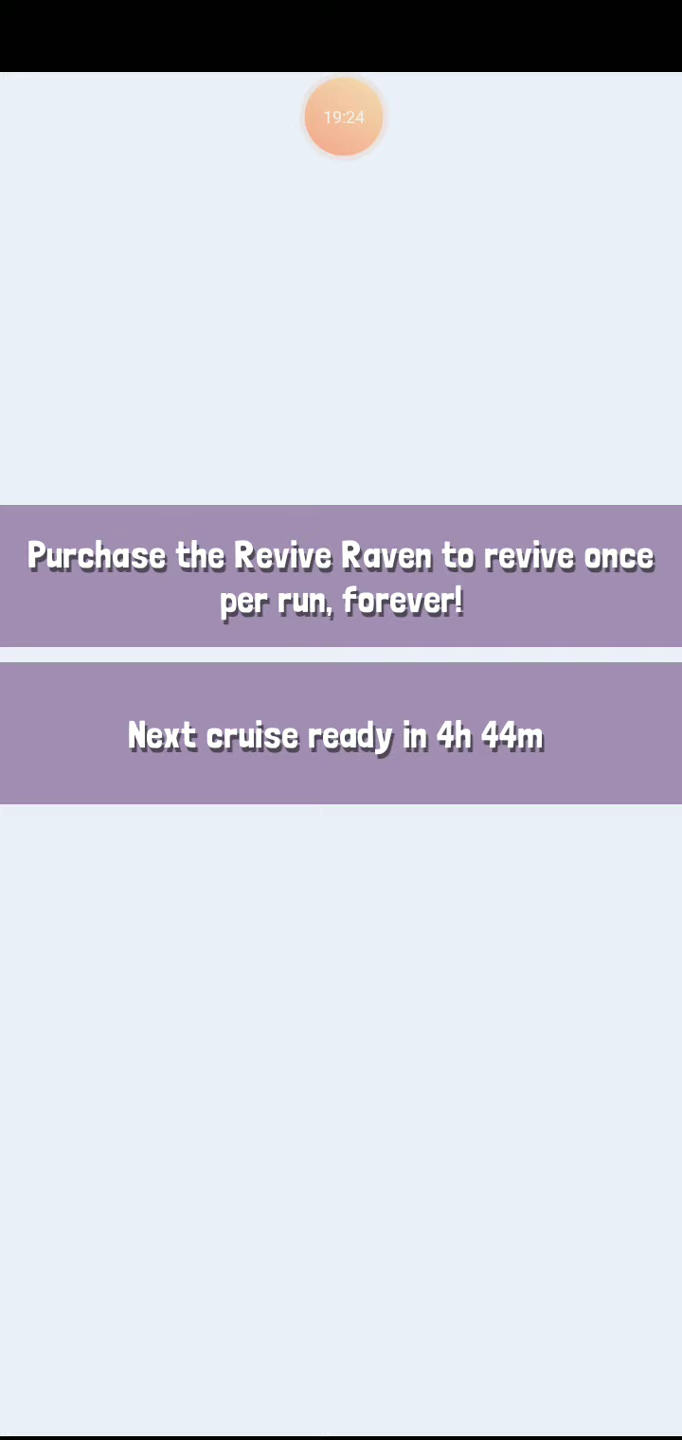 19:24
Purchase the Revive Raven to revive once
per run, forever!
Next cruise ready in 4h 44m